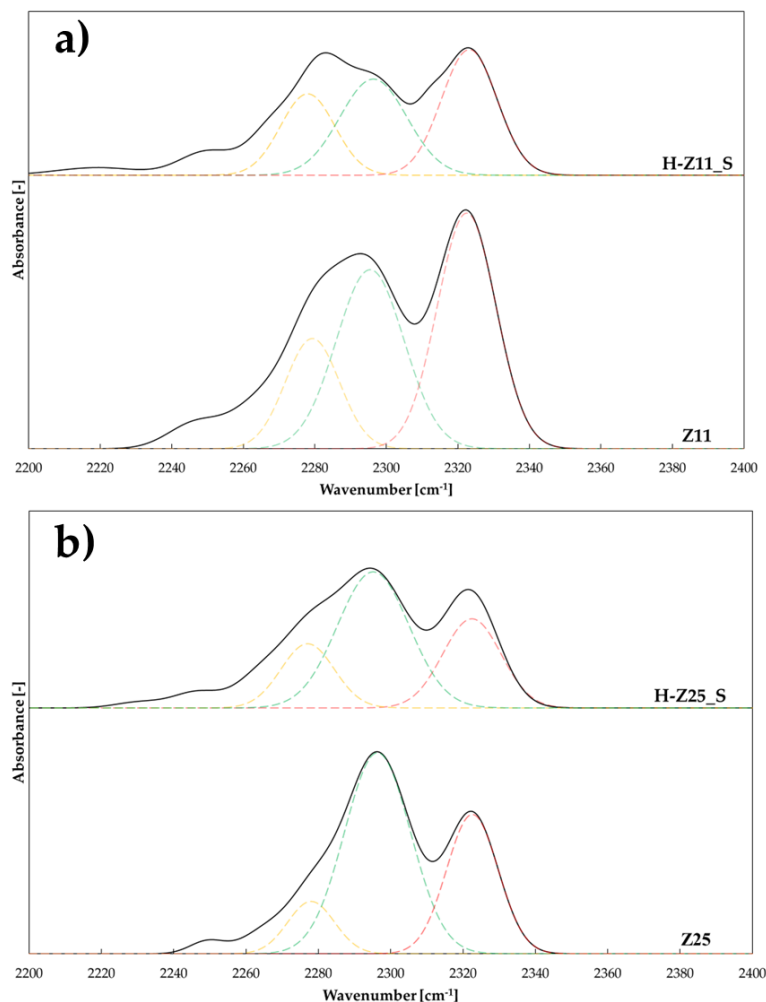 a)
H-Z11_S
Absorbance [-]
Z11
2200 2220 2240 2260 2280 2300 2320 2340 2360 2380 2400
Wavenumber [cm⁻¹]
b)
H-Z25_S
Absorbance [-]
Z25
2200 2220 2240 2260 2280 2300 2320 2340 2360 2380 2400
Wavenumber [cm⁻¹]